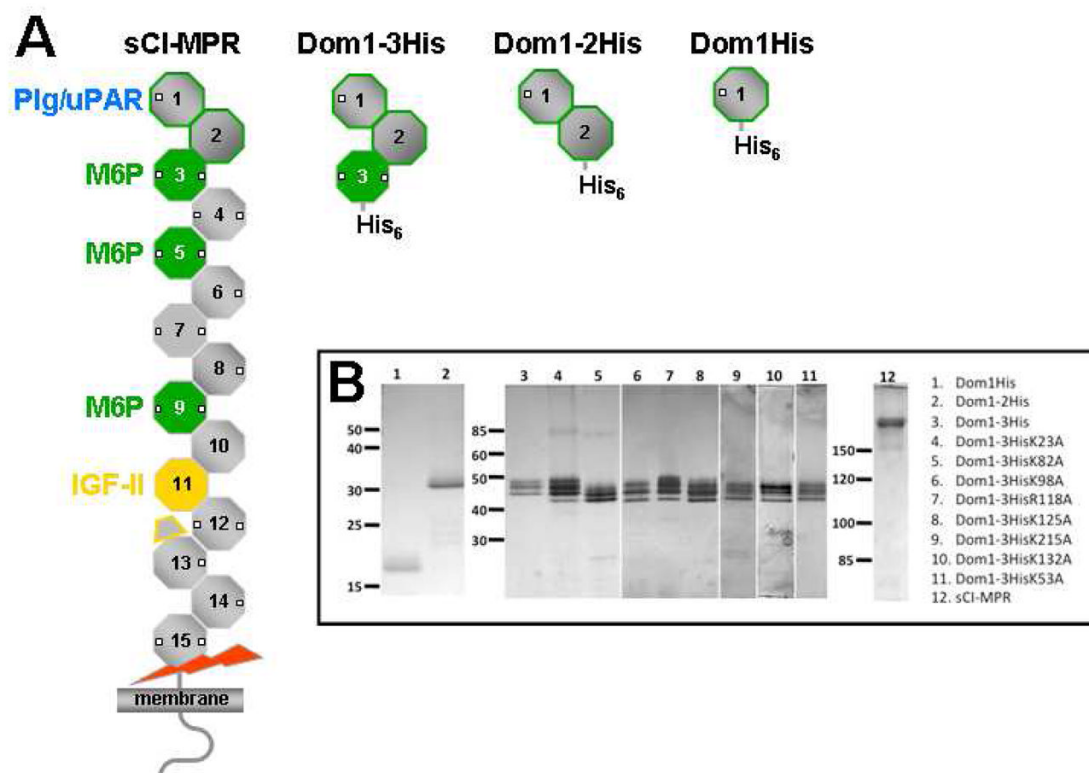 A
sCI-MPR
Dom1-3His
Dom1-2His
Dom1His
Plg/uPAR
M6P
M6P
M6P
IGF-II
1
2
3
4
5
6
7
8
9
10
11
12
13
14
15
membrane
1
2
3
His6
1
2
His6
1
His6
B
1 2
50
40
30
25
15
3 4 5 6 7 8 9 10 11
85
60
50
40
30
12
150
120
100
85
1. Dom1His
2. Dom1-2His
3. Dom1-3His
4. Dom1-3HisK23A
5. Dom1-3HisK82A
6. Dom1-3HisK98A
7. Dom1-3HisR118A
8. Dom1-3HisK125A
9. Dom1-3HisK215A
10. Dom1-3HisK132A
11. Dom1-3HisK53A
12. sCI-MPR